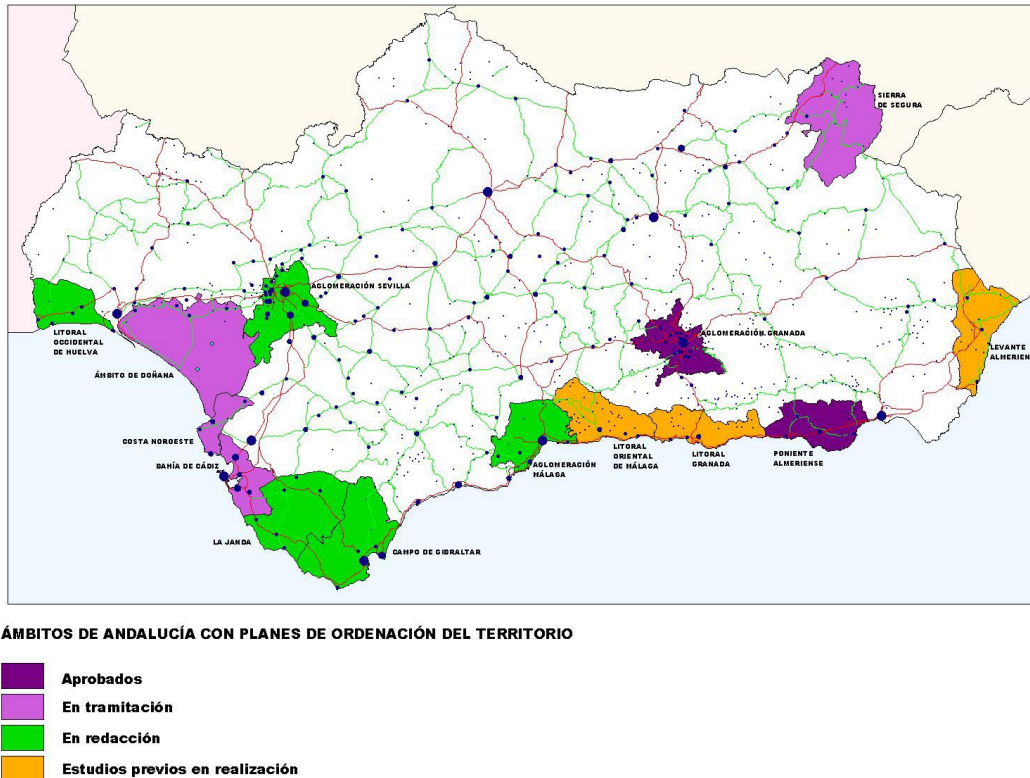 SIERRA
DE SEGURA
AGLOMERACIÓN SEVILLA
AGLOMERACIÓN GRANADA
LITORAL
OCCIDENTAL
DE HUELVA
LEVANTE
ALMERIEN
ÁMBITO DE DOÑANA
COSTA NOROESTE
BAHÍA DE CÁDIZ
LITORAL
ORIENTAL
DE MÁLAGA
LITORAL
GRANADA
PONIENTE
ALMERIENSE
AGLOMERACIÓN
MÁLAGA
LA JANDA
CAMPO DE GIBRALTAR
ÁMBITOS DE ANDALUCÍA CON PLANES DE ORDENACIÓN DEL TERRITORIO
Aprobados
En tramitación
En redacción
Estudios previos en realización